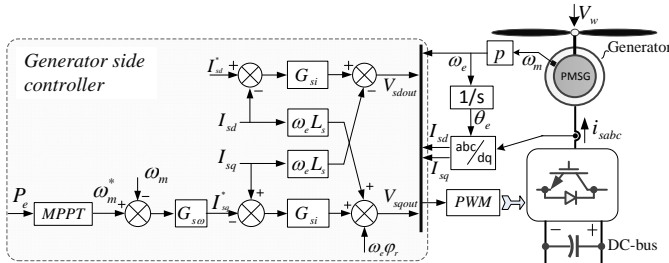 Generator side
controller
I*sd
+
−
Gsi
+
−
Vsdout
Isd
ωeLs
Isq
ωeLs
Pe
MPPT
ω*m
+
ωm
−
Gsω
I*sq
+
−
Gsi
+
+
+
Vsqout
ωeφr
Vw
Generator
PMSG
ωm
p
ωe
1/s
θe
Isd
Isq
abc/dq
isabc
PWM
−
+
DC-bus